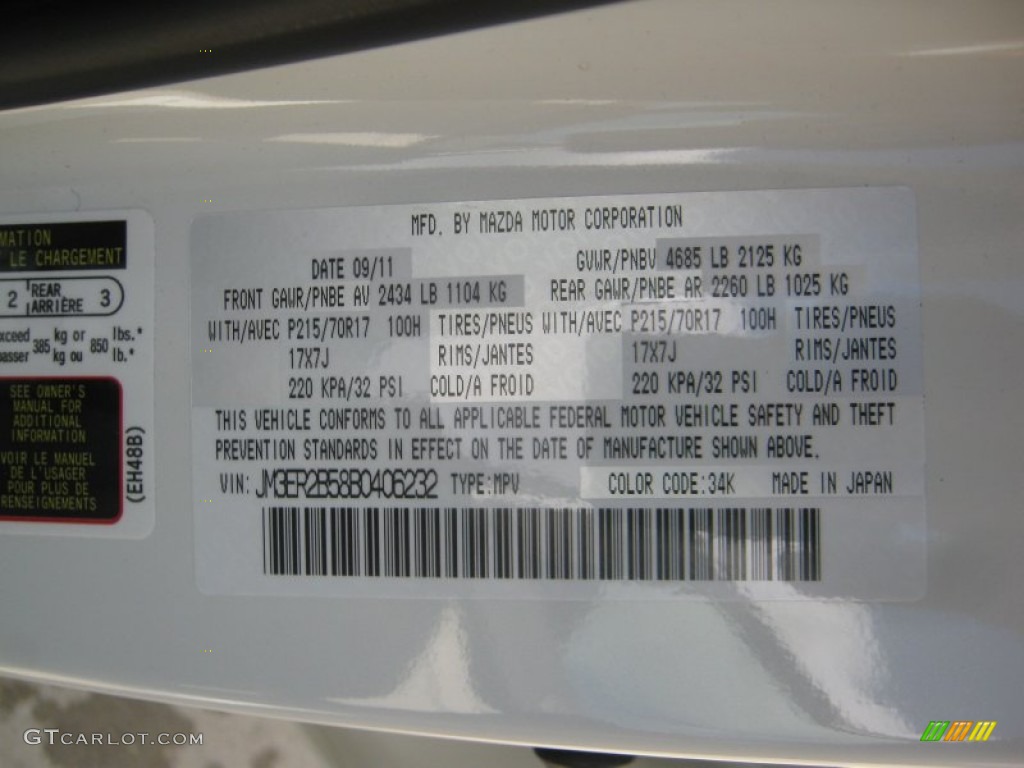 MATION
LE CHARGEMENT
2 REAR ARRIÈRE 3
xceed 385 kg or 850 lbs.*
passer kg ou lb.*
SEE OWNER'S
MANUAL FOR
ADDITIONAL
INFORMATION
VOIR LE MANUEL
DE L'USAGER
POUR PLUS DE
RENSEIGNEMENTS
(EH48B)
MFD. BY MAZDA MOTOR CORPORATION
DATE 09/11 GVWR/PNBV 4685 LB 2125 KG
FRONT GAWR/PNBE AV 2434 LB 1104 KG REAR GAWR/PNBE AR 2260 LB 1025 KG
WITH/AVEC P215/70R17 100H TIRES/PNEUS WITH/AVEC P215/70R17 100H TIRES/PNEUS
17X7J RIMS/JANTES 17X7J RIMS/JANTES
220 KPA/32 PSI COLD/A FROID 220 KPA/32 PSI COLD/A FROID
THIS VEHICLE CONFORMS TO ALL APPLICABLE FEDERAL MOTOR VEHICLE SAFETY AND THEFT
PREVENTION STANDARDS IN EFFECT ON THE DATE OF MANUFACTURE SHOWN ABOVE.
VIN: JM3ER2B58B0406232 TYPE:MPV COLOR CODE:34K MADE IN JAPAN
GTCARLOT.COM